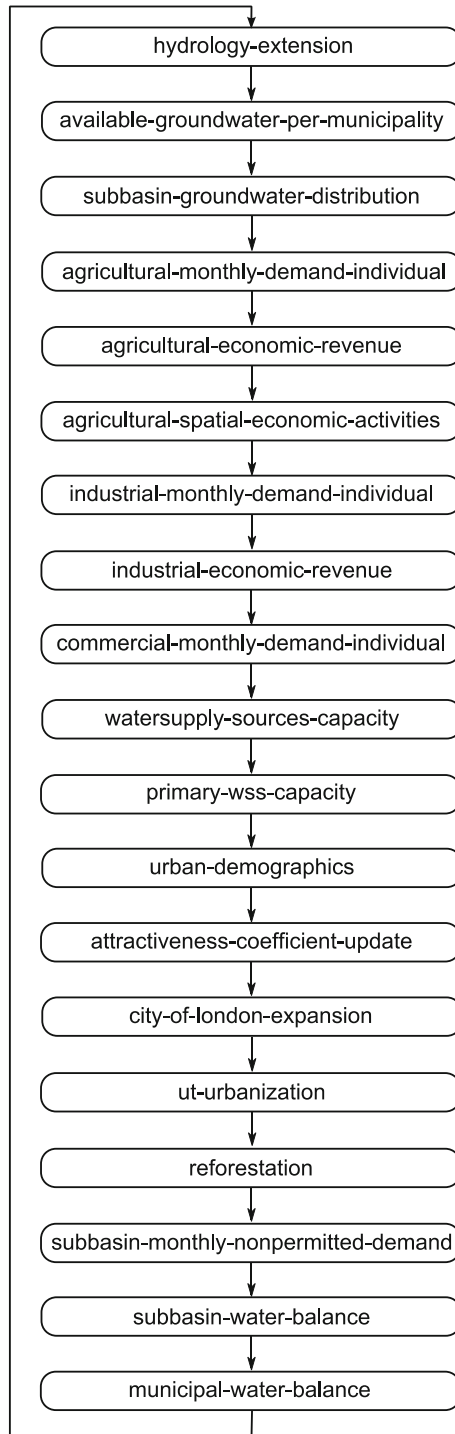 hydrology-extension
available-groundwater-per-municipality
subbasin-groundwater-distribution
agricultural-monthly-demand-individual
agricultural-economic-revenue
agricultural-spatial-economic-activities
industrial-monthly-demand-individual
industrial-economic-revenue
commercial-monthly-demand-individual
watersupply-sources-capacity
primary-wss-capacity
urban-demographics
attractiveness-coefficient-update
city-of-london-expansion
ut-urbanization
reforestation
subbasin-monthly-nonpermitted-demand
subbasin-water-balance
municipal-water-balance